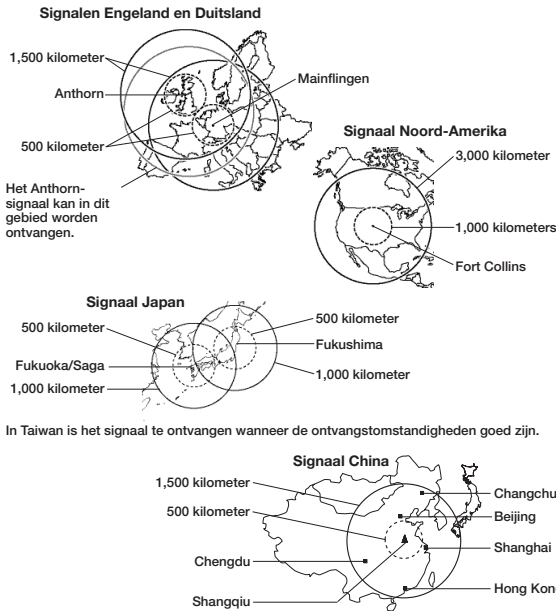 Signalen Engeland en Duitsland
1,500 kilometer
Anthorn
Mainflingen
500 kilometer
Het Anthorn-
signaal kan in dit
gebied worden
ontvangen.
Signaal Noord-Amerika
3,000 kilometer
1,000 kilometers
Fort Collins
Signaal Japan
500 kilometer
500 kilometer
Fukushima
Fukuoka/Saga
1,000 kilometer
1,000 kilometer
In Taiwan is het signaal te ontvangen wanneer de ontvangstomstandigheden goed zijn.
Signaal China
1,500 kilometer
Changchu
500 kilometer
Beijing
Shanghai
Chengdu
Hong Kon
Shangqiu